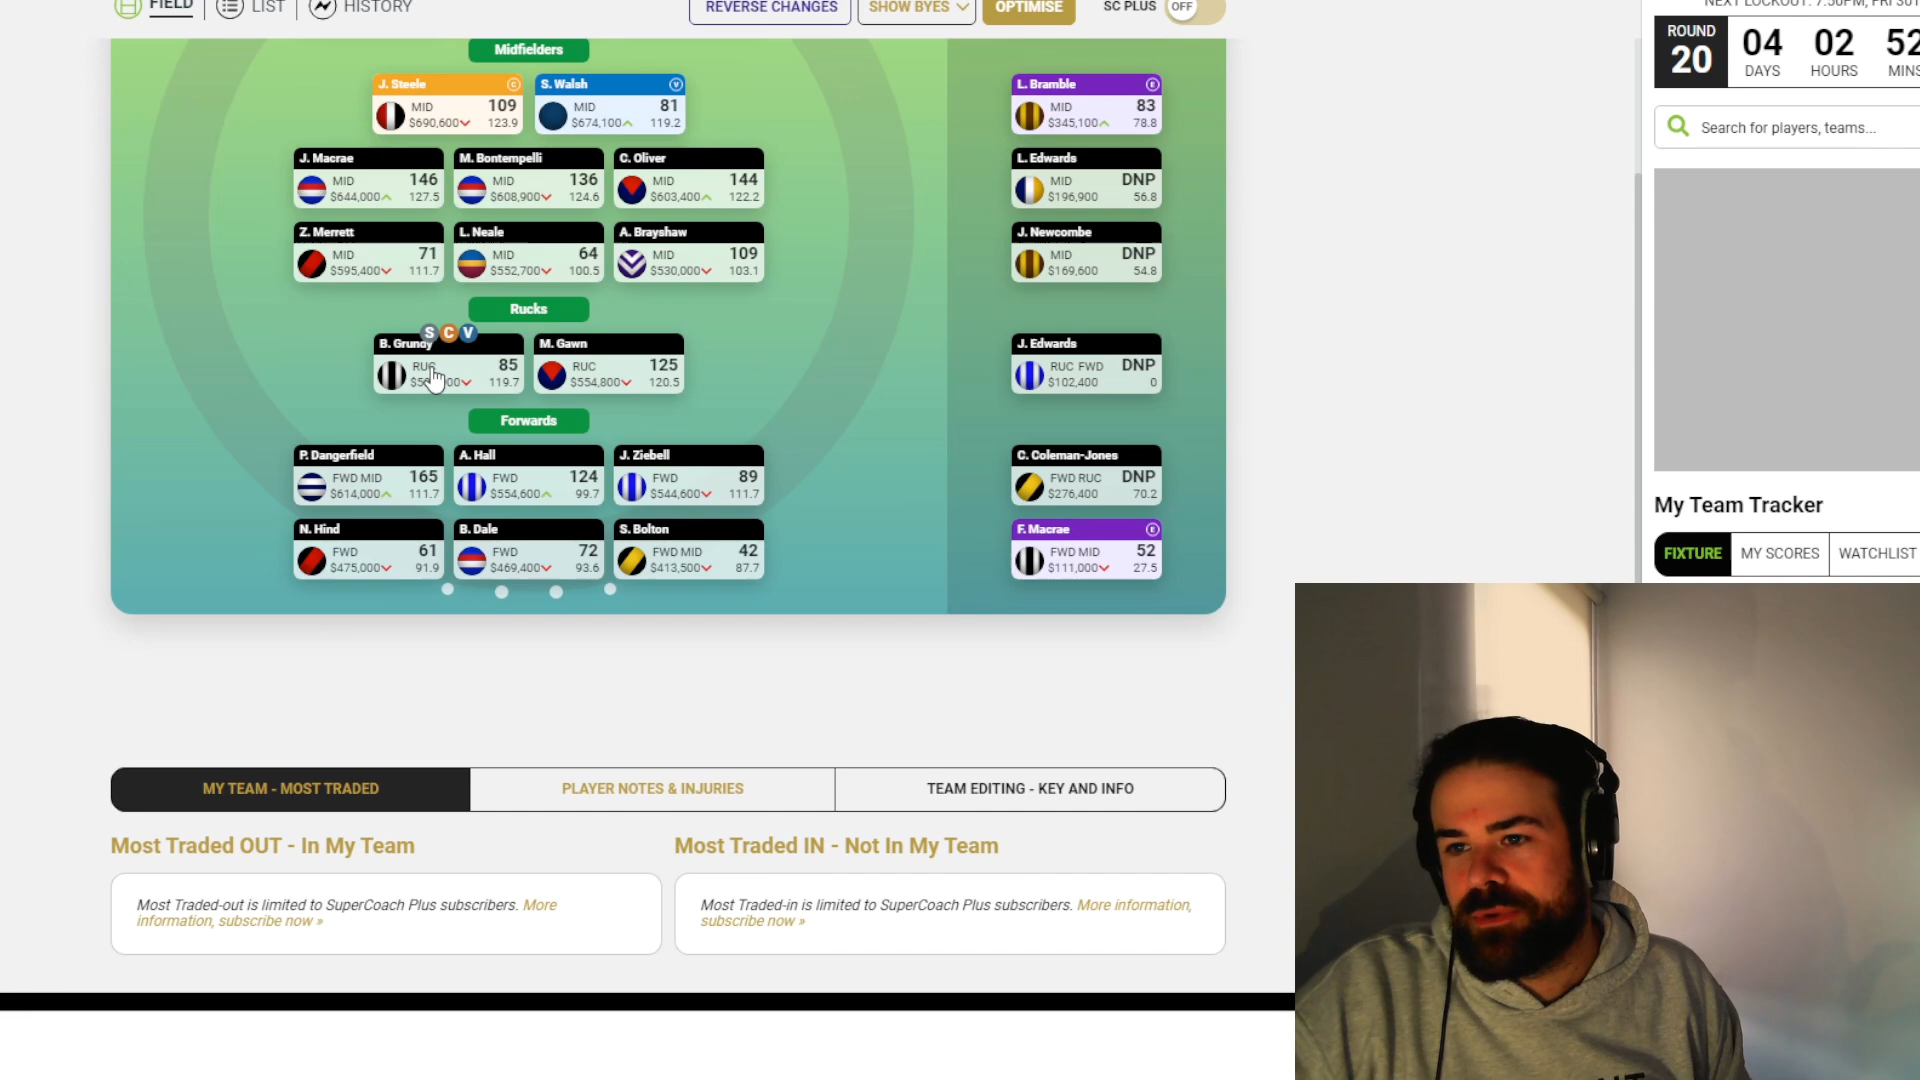 FIELD
LIST
HISTORY
REVERSE CHANGES
SHOW BYES
OPTIMISE
SC PLUS
OFF
Midfielders
J. Steele C
MID 109
$690,600 123.9
S. Walsh V
MID 81
$674,100 119.2
L. Bramble E
MID 83
$345,100 78.8
J. Macrae
MID 146
$644,000 127.5
M. Bontempelli
MID 136
$608,900 124.6
C. Oliver
MID 144
$603,400 122.2
L. Edwards
MID DNP
$196,900 56.8
Z. Merrett
MID 71
$595,400 111.7
L. Neale
MID 64
$552,700 100.5
A. Brayshaw
MID 109
$530,000 103.1
J. Newcombe
MID DNP
$169,600 54.8
Rucks
S C V
B. Grundy
RUC 85
119.7
M. Gawn
RUC 125
$554,800 120.5
J. Edwards
RUC FWD DNP
$102,400 0
Forwards
P. Dangerfield
FWD MID 165
$614,000 111.7
A. Hall
FWD 124
$554,600 99.7
J. Ziebell
FWD 89
$544,600 111.7
C. Coleman-Jones
FWD RUC DNP
$276,400 70.2
N. Hind
FWD 61
$475,000 91.9
B. Dale
FWD 72
$469,400 93.6
S. Bolton
FWD MID 42
$413,500 87.7
F. Macrae E
FWD MID 52
$111,000 27.5
MY TEAM - MOST TRADED
PLAYER NOTES & INJURIES
TEAM EDITING - KEY AND INFO
Most Traded OUT - In My Team
Most Traded-out is limited to SuperCoach Plus subscribers. More
information, subscribe now »
Most Traded IN - Not In My Team
Most Traded-in is limited to SuperCoach Plus subscribers. More information,
subscribe now »
NEXT LOCKOUT: 7:50PM, FRI
ROUND
20
04
DAYS
02
HOURS
52
MINS
Search for players, teams...
My Team Tracker
FIXTURE
MY SCORES
WATCHLIST